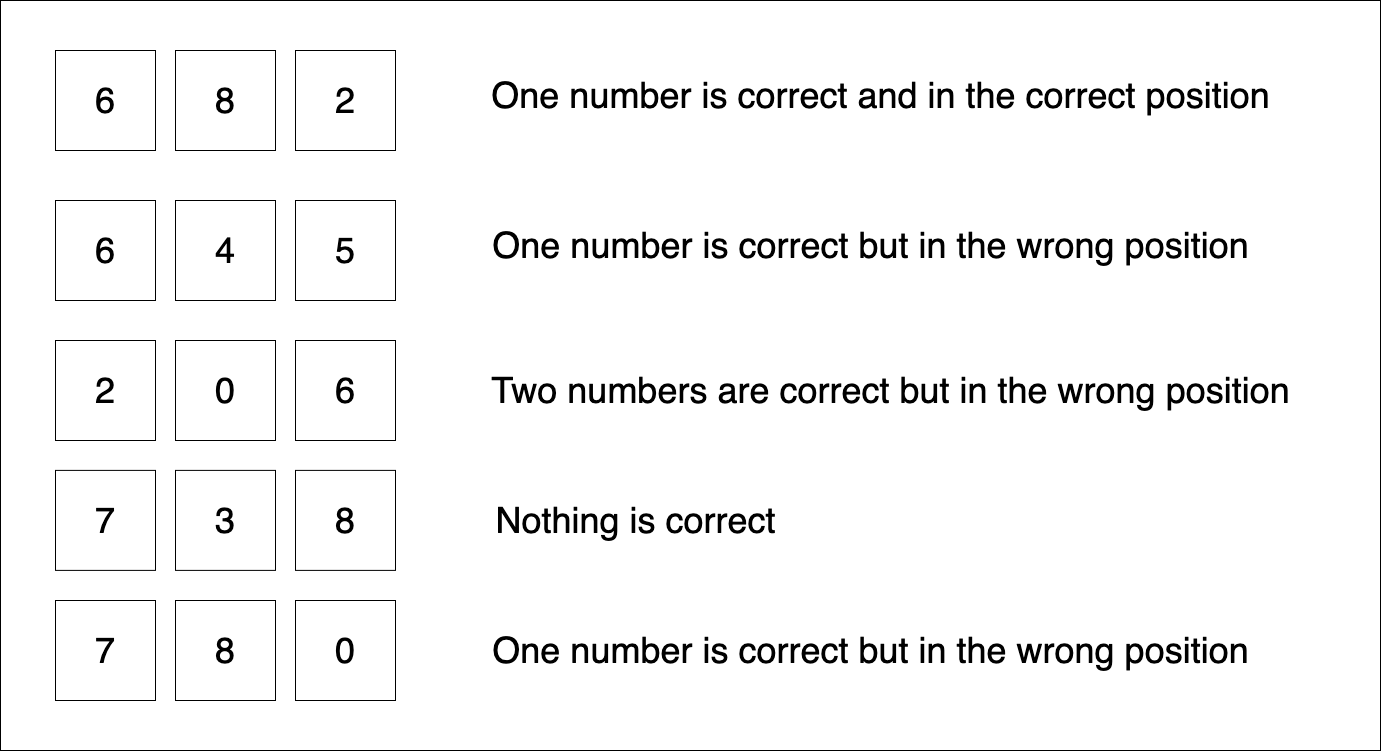 6 8 2 One number is correct and in the correct position
6 4 5 One number is correct but in the wrong position
2 0 6 Two numbers are correct but in the wrong position
7 3 8 Nothing is correct
7 8 0 One number is correct but in the wrong position